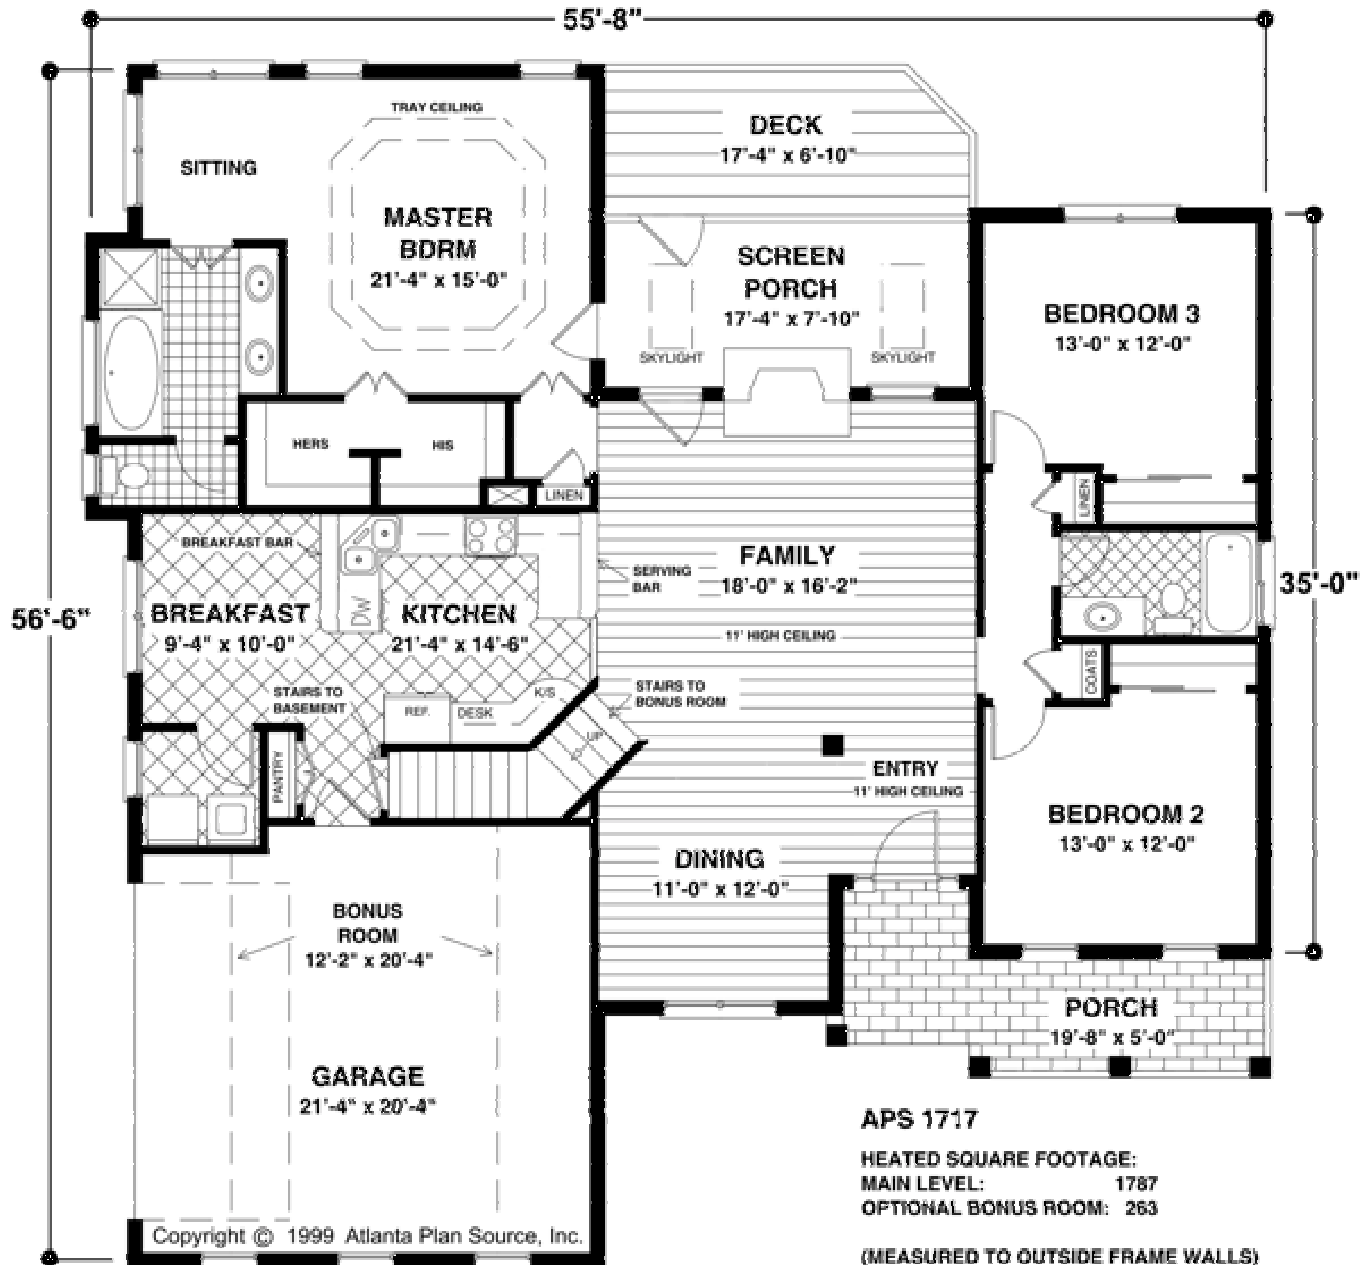 55'-8"
TRAY CEILING
DECK
17'-4" x 6'-10"
SITTING
MASTER
BDRM
21'-4" x 15'-0"
SCREEN
PORCH
17'-4" x 7'-10"
SKYLIGHT
SKYLIGHT
BEDROOM 3
13'-0" x 12'-0"
HERS
HIS
LINEN
LINEN
BREAKFAST BAR
FAMILY
18'-0" x 16'-2"
SERVING
BAR
56'-6"
35'-0"
BREAKFAST
9'-4" x 10'-0"
D/W
KITCHEN
21'-4" x 14'-6"
11' HIGH CEILING
COATS
STAIRS TO
BASEMENT
K/S
REF.
DESK
STAIRS TO
BONUS ROOM
UP
PANTRY
ENTRY
11' HIGH CEILING
BEDROOM 2
13'-0" x 12'-0"
DINING
11'-0" x 12'-0"
BONUS
ROOM
12'-2" x 20'-4"
PORCH
19'-8" x 5'-0"
GARAGE
21'-4" x 20'-4"
APS 1717
HEATED SQUARE FOOTAGE:
MAIN LEVEL: 1787
OPTIONAL BONUS ROOM: 263
(MEASURED TO OUTSIDE FRAME WALLS)
Copyright © 1999 Atlanta Plan Source, Inc.